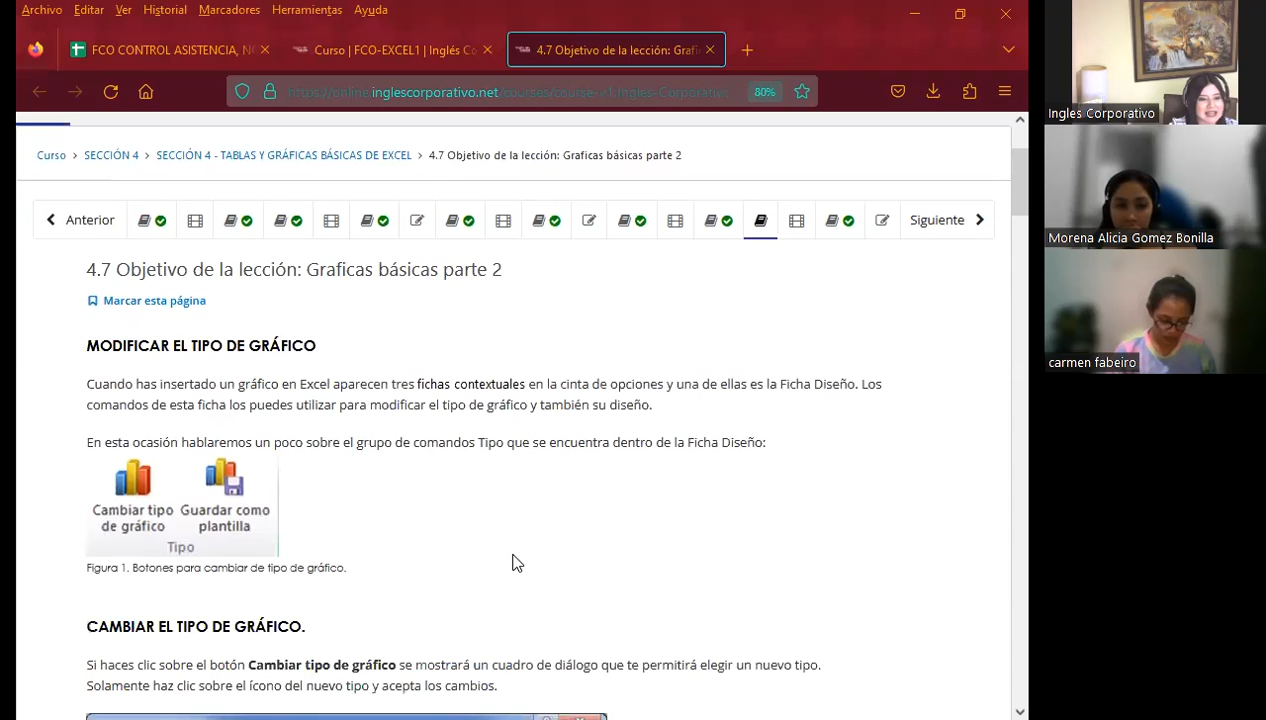 Archivo Editar Ver Historial Marcadores Herramientas Ayuda
FCO CONTROL ASISTENCIA, N
Curso | FCO-EXCEL1 | Inglés Co
4.7 Objetivo de la lección: Grafi
https://online.inglescorporativo.net/courses/course-v1:Ingles-Corporativ
80%
Curso > SECCIÓN 4 > SECCIÓN 4 - TABLAS Y GRÁFICAS BÁSICAS DE EXCEL > 4.7 Objetivo de la lección: Graficas básicas parte 2
Anterior
Siguiente
4.7 Objetivo de la lección: Graficas básicas parte 2
Marcar esta página
MODIFICAR EL TIPO DE GRÁFICO
Cuando has insertado un gráfico en Excel aparecen tres fichas contextuales en la cinta de opciones y una de ellas es la Ficha Diseño. Los
comandos de esta ficha los puedes utilizar para modificar el tipo de gráfico y también su diseño.
En esta ocasión hablaremos un poco sobre el grupo de comandos Tipo que se encuentra dentro de la Ficha Diseño:
Cambiar tipo Guardar como
de gráfico plantilla
Tipo
Figura 1. Botones para cambiar de tipo de gráfico.
CAMBIAR EL TIPO DE GRÁFICO.
Si haces clic sobre el botón Cambiar tipo de gráfico se mostrará un cuadro de diálogo que te permitirá elegir un nuevo tipo.
Solamente haz clic sobre el ícono del nuevo tipo y acepta los cambios.
Ingles Corporativo
Morena Alicia Gomez Bonilla
carmen fabeiro